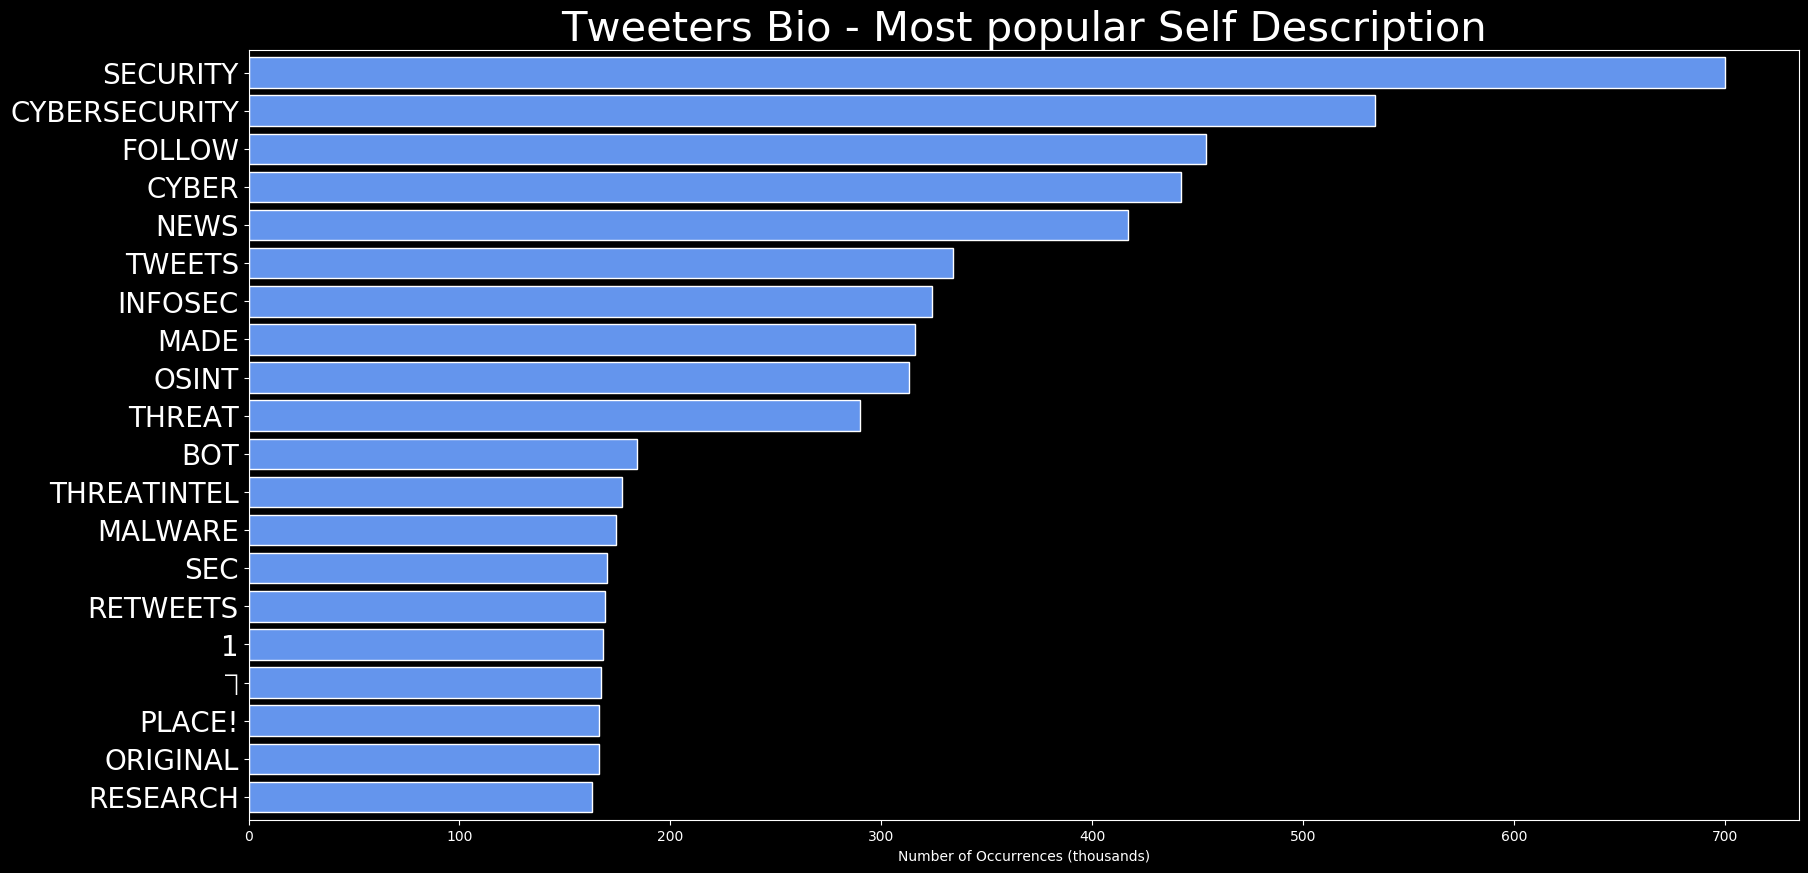 Tweeters Bio - Most popular Self Description
SECURITY
CYBERSECURITY
FOLLOW
CYBER
NEWS
TWEETS
INFOSEC
MADE
OSINT
THREAT
BOT
THREATINTEL
MALWARE
SEC
RETWEETS
1
PLACE!
ORIGINAL
RESEARCH
0 100 200 300 400 500 600 700
Number of Occurrences (thousands)